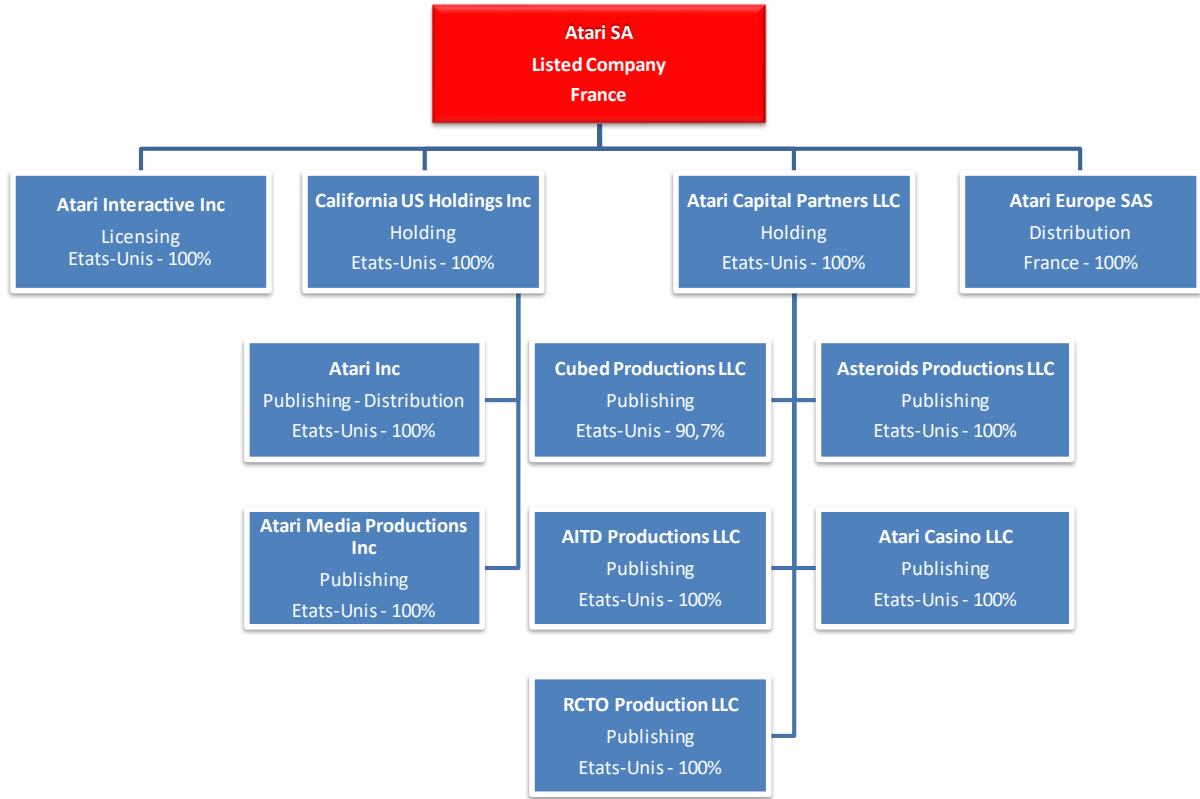 Atari SA
Listed Company
France
Atari Interactive Inc
Licensing
Etats-Unis - 100%
California US Holdings Inc
Holding
Etats-Unis - 100%
Atari Capital Partners LLC
Holding
Etats-Unis - 100%
Atari Europe SAS
Distribution
France - 100%
Atari Inc
Publishing - Distribution
Etats-Unis - 100%
Cubed Productions LLC
Publishing
Etats-Unis - 90,7%
Asteroids Productions LLC
Publishing
Etats-Unis - 100%
Atari Media Productions
Inc
Publishing
Etats-Unis - 100%
AITD Productions LLC
Publishing
Etats-Unis - 100%
Atari Casino LLC
Publishing
Etats-Unis - 100%
RCTO Production LLC
Publishing
Etats-Unis - 100%